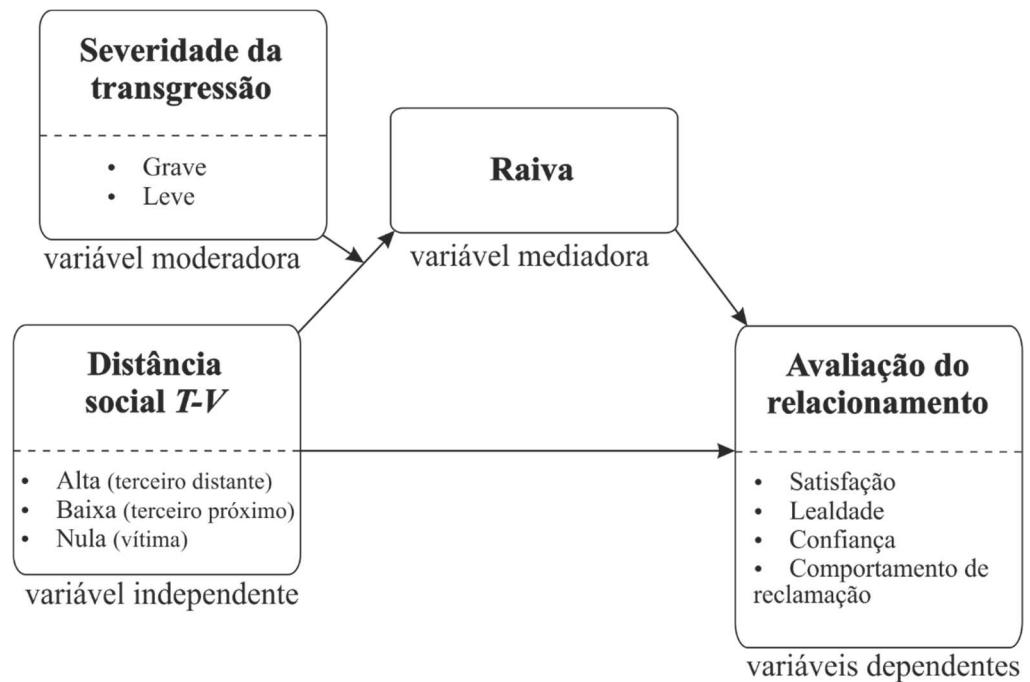 Severidade da
transgressão
• Grave
• Leve
variável moderadora
Raiva
variável mediadora
Distância
social T-V
• Alta (terceiro distante)
• Baixa (terceiro próximo)
• Nula (vítima)
variável independente
Avaliação do
relacionamento
• Satisfação
• Lealdade
• Confiança
• Comportamento de
reclamação
variáveis dependentes